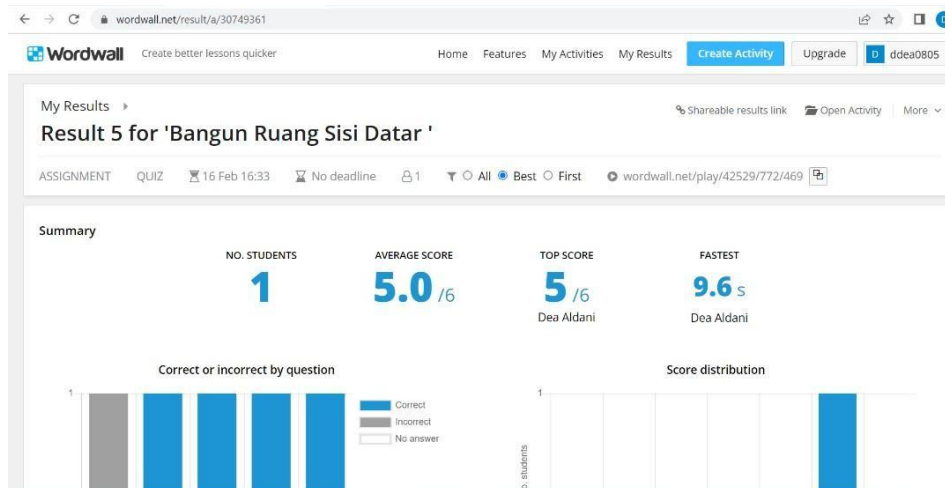 wordwall.net/result/a/30749361
Wordwall Create better lessons quicker Home Features My Activities My Results Create Activity Upgrade D ddea0805
My Results
Shareable results link Open Activity More
Result 5 for 'Bangun Ruang Sisi Datar '
ASSIGNMENT QUIZ 16 Feb 16:33 No deadline 1 All Best First wordwall.net/play/42529/772/469
Summary
NO. STUDENTS AVERAGE SCORE TOP SCORE FASTEST
1 5.0 /6 5 /6 9.6 s
Dea Aldani Dea Aldani
Correct or incorrect by question Score distribution
1 1
Correct
Incorrect
No answer
students